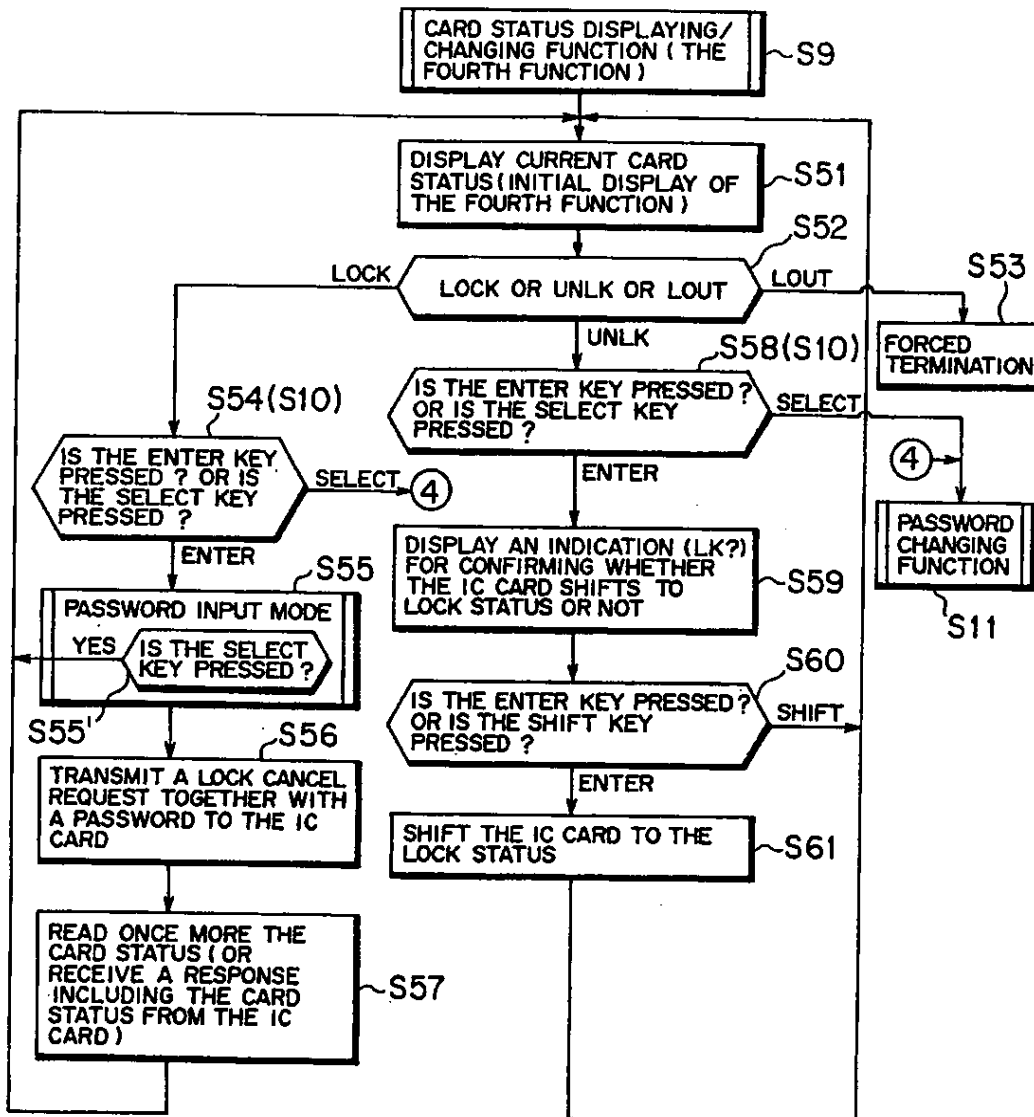 CARD STATUS DISPLAYING/
CHANGING FUNCTION ( THE
FOURTH FUNCTION )
S9
DISPLAY CURRENT CARD
STATUS ( INITIAL DISPLAY OF
THE FOURTH FUNCTION )
S51
S52
LOCK
LOCK OR UNLK OR LOUT
LOUT
S53
UNLK
FORCED
TERMINATION
S58(S10)
IS THE ENTER KEY PRESSED ?
OR IS THE SELECT KEY
PRESSED ?
SELECT
S54(S10)
IS THE ENTER KEY
PRESSED ? OR IS
THE SELECT KEY
PRESSED ?
SELECT
4
ENTER
4
PASSWORD
CHANGING
FUNCTION
S11
ENTER
DISPLAY AN INDICATION (LK?)
FOR CONFIRMING WHETHER
THE IC CARD SHIFTS TO
LOCK STATUS OR NOT
S59
S55
PASSWORD INPUT MODE
YES
IS THE SELECT
KEY PRESSED ?
S55'
S60
IS THE ENTER KEY PRESSED?
OR IS THE SHIFT KEY
PRESSED ?
SHIFT
S56
TRANSMIT A LOCK CANCEL
REQUEST TOGETHER WITH
A PASSWORD TO THE IC
CARD
ENTER
SHIFT THE IC CARD TO THE
LOCK STATUS
S61
READ ONCE MORE THE
CARD STATUS ( OR
RECEIVE A RESPONSE
INCLUDING THE CARD
STATUS FROM THE IC
CARD )
S57